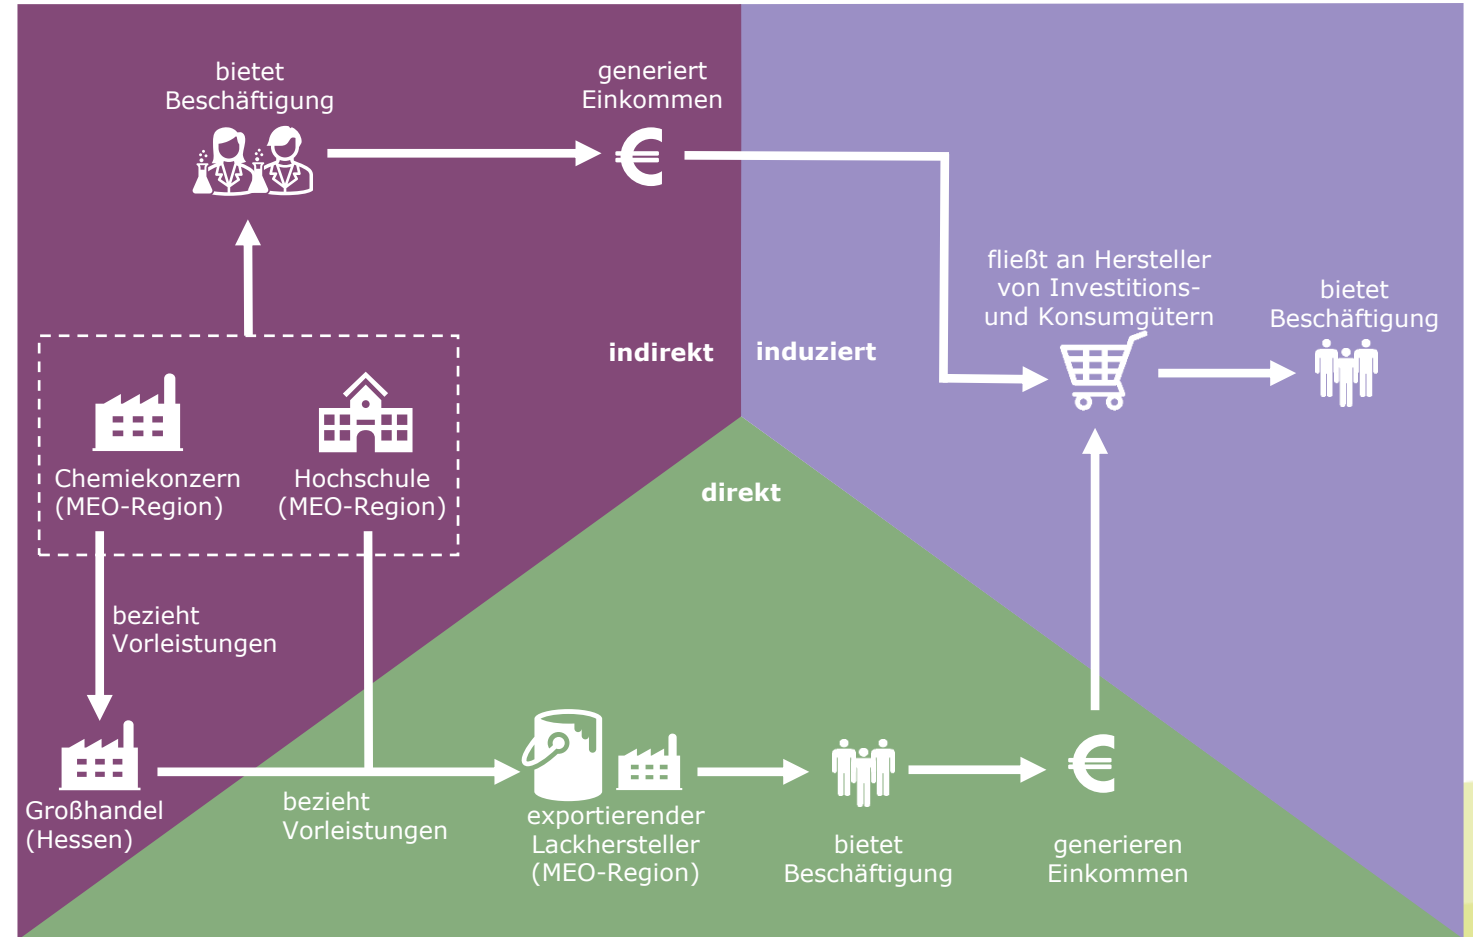 bietet
Beschäftigung
generiert
Einkommen
fließt an Hersteller
von Investitions-
und Konsumgütern
bietet
Beschäftigung
indirekt
induziert
direkt
Chemiekonzern
(MEO-Region)
Hochschule
(MEO-Region)
bezieht
Vorleistungen
Großhandel
(Hessen)
bezieht
Vorleistungen
exportierender
Lackhersteller
(MEO-Region)
bietet
Beschäftigung
generieren
Einkommen